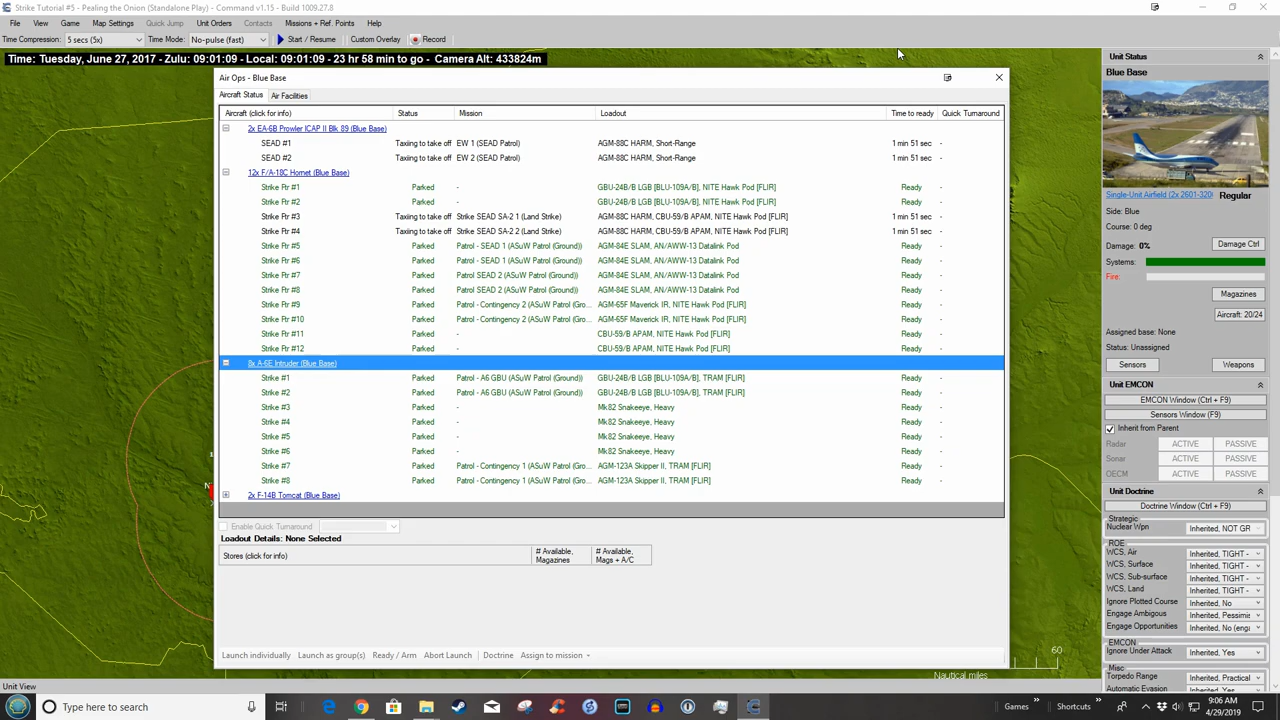 Strike Tutorial #5 - Pealing the Onion (Standalone Play) - Command v1.15 - Build 1009.27.8
File View Game Map Settings Quick Jump Unit Orders Contacts Missions + Ref. Points Help
Time Compression: 5 secs (5x) Time Mode: No-pulse (fast) Start / Resume Custom Overlay Record
Time: Tuesday, June 27, 2017 - Zulu: 09:01:09 - Local: 09:01:09 - 23 hr 58 min to go - Camera Alt: 433824m
Air Ops - Blue Base
Aircraft Status Air Facilities
Aircraft (click for info) Status Mission Loadout Time to ready Quick Turnaround
2x EA-6B Prowler ICAP II Blk 89 (Blue Base)
SEAD #1 Taxiing to take off EW 1 (SEAD Patrol) AGM-88C HARM, Short-Range 1 min 51 sec -
SEAD #2 Taxiing to take off EW 2 (SEAD Patrol) AGM-88C HARM, Short-Range 1 min 51 sec -
12x F/A-18C Hornet (Blue Base)
Strike Ftr #1 Parked - GBU-24B/B LGB [BLU-109A/B], NITE Hawk Pod [FLIR] Ready -
Strike Ftr #2 Parked - GBU-24B/B LGB [BLU-109A/B], NITE Hawk Pod [FLIR] Ready -
Strike Ftr #3 Taxiing to take off Strike SEAD SA-2 1 (Land Strike) AGM-88C HARM, CBU-59/B APAM, NITE Hawk Pod [FLIR] 1 min 51 sec -
Strike Ftr #4 Taxiing to take off Strike SEAD SA-2 2 (Land Strike) AGM-88C HARM, CBU-59/B APAM, NITE Hawk Pod [FLIR] 1 min 51 sec -
Strike Ftr #5 Parked Patrol - SEAD 1 (ASuW Patrol (Ground)) AGM-84E SLAM, AN/AWW-13 Datalink Pod Ready -
Strike Ftr #6 Parked Patrol - SEAD 1 (ASuW Patrol (Ground)) AGM-84E SLAM, AN/AWW-13 Datalink Pod Ready -
Strike Ftr #7 Parked Patrol SEAD 2 (ASuW Patrol (Ground)) AGM-84E SLAM, AN/AWW-13 Datalink Pod Ready -
Strike Ftr #8 Parked Patrol SEAD 2 (ASuW Patrol (Ground)) AGM-84E SLAM, AN/AWW-13 Datalink Pod Ready -
Strike Ftr #9 Parked Patrol - Contingency 2 (ASuW Patrol (Gro... AGM-65F Maverick IR, NITE Hawk Pod [FLIR] Ready -
Strike Ftr #10 Parked Patrol - Contingency 2 (ASuW Patrol (Gro... AGM-65F Maverick IR, NITE Hawk Pod [FLIR] Ready -
Strike Ftr #11 Parked - CBU-59/B APAM, NITE Hawk Pod [FLIR] Ready -
Strike Ftr #12 Parked - CBU-59/B APAM, NITE Hawk Pod [FLIR] Ready -
8x A-6E Intruder (Blue Base)
Strike #1 Parked Patrol - A6 GBU (ASuW Patrol (Ground)) GBU-24B/B LGB [BLU-109A/B], TRAM [FLIR] Ready -
Strike #2 Parked Patrol - A6 GBU (ASuW Patrol (Ground)) GBU-24B/B LGB [BLU-109A/B], TRAM [FLIR] Ready -
Strike #3 Parked - Mk82 Snakeeye, Heavy Ready -
Strike #4 Parked - Mk82 Snakeeye, Heavy Ready -
Strike #5 Parked - Mk82 Snakeeye, Heavy Ready -
Strike #6 Parked - Mk82 Snakeeye, Heavy Ready -
Strike #7 Parked Patrol - Contingency 1 (ASuW Patrol (Gro... AGM-123A Skipper II, TRAM [FLIR] Ready -
Strike #8 Parked Patrol - Contingency 1 (ASuW Patrol (Gro... AGM-123A Skipper II, TRAM [FLIR] Ready -
2x F-14B Tomcat (Blue Base)
Enable Quick Turnaround
Loadout Details: None Selected
Stores (click for info) # Available, Magazines # Available, Mags + A/C
Launch individually Launch as group(s) Ready / Arm Abort Launch Doctrine Assign to mission
60
Nautical miles
Unit View
Unit Status
Blue Base
Single-Unit Airfield (2x 2601-320( Regular
Side: Blue
Course: 0 deg
Damage: 0% Damage Ctrl
Systems:
Fire:
Magazines
Aircraft: 20/24
Assigned base: None
Status: Unassigned
Sensors Weapons
Unit EMCON
EMCON Window (Ctrl + F9)
Sensors Window (F9)
Inherit from Parent
Radar ACTIVE PASSIVE
Sonar ACTIVE PASSIVE
OECM ACTIVE PASSIVE
Unit Doctrine
Doctrine Window (Ctrl + F9)
Strategic
Nuclear Wpn Inherited, NOT GR
ROE
WCS, Air Inherited, TIGHT -
WCS, Surface Inherited, TIGHT -
WCS, Sub-surface Inherited, TIGHT -
WCS, Land Inherited, TIGHT -
Ignore Plotted Course Inherited, No
Engage Ambiguous Inherited, Pessimi:
Engage Opportunities Inherited, No (eng
EMCON
Ignore Under Attack Inherited, Yes
Misc
Torpedo Range Inherited, Practical
Automatic Evasion Inherited, Yes
Type here to search
Games Shortcuts 9:06 AM
4/29/2019